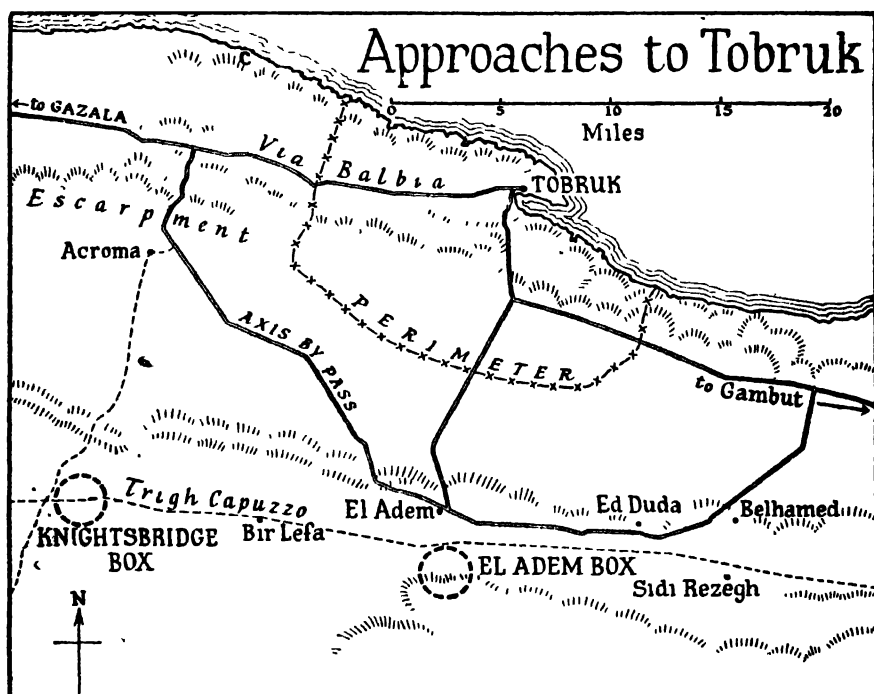 Approaches to Tobruk
0 5 10 15 20
Miles
←to GAZALA
Via Balbia
TOBRUK
Escarpment
Acroma
PERIMETER
AXIS BY PASS
to Gambut
Trigh Capuzzo
El Adem
Ed Duda
Belhamed
KNIGHTSBRIDGE
BOX
Bir Lefa
EL ADEM BOX
Sidi Rezegh
N